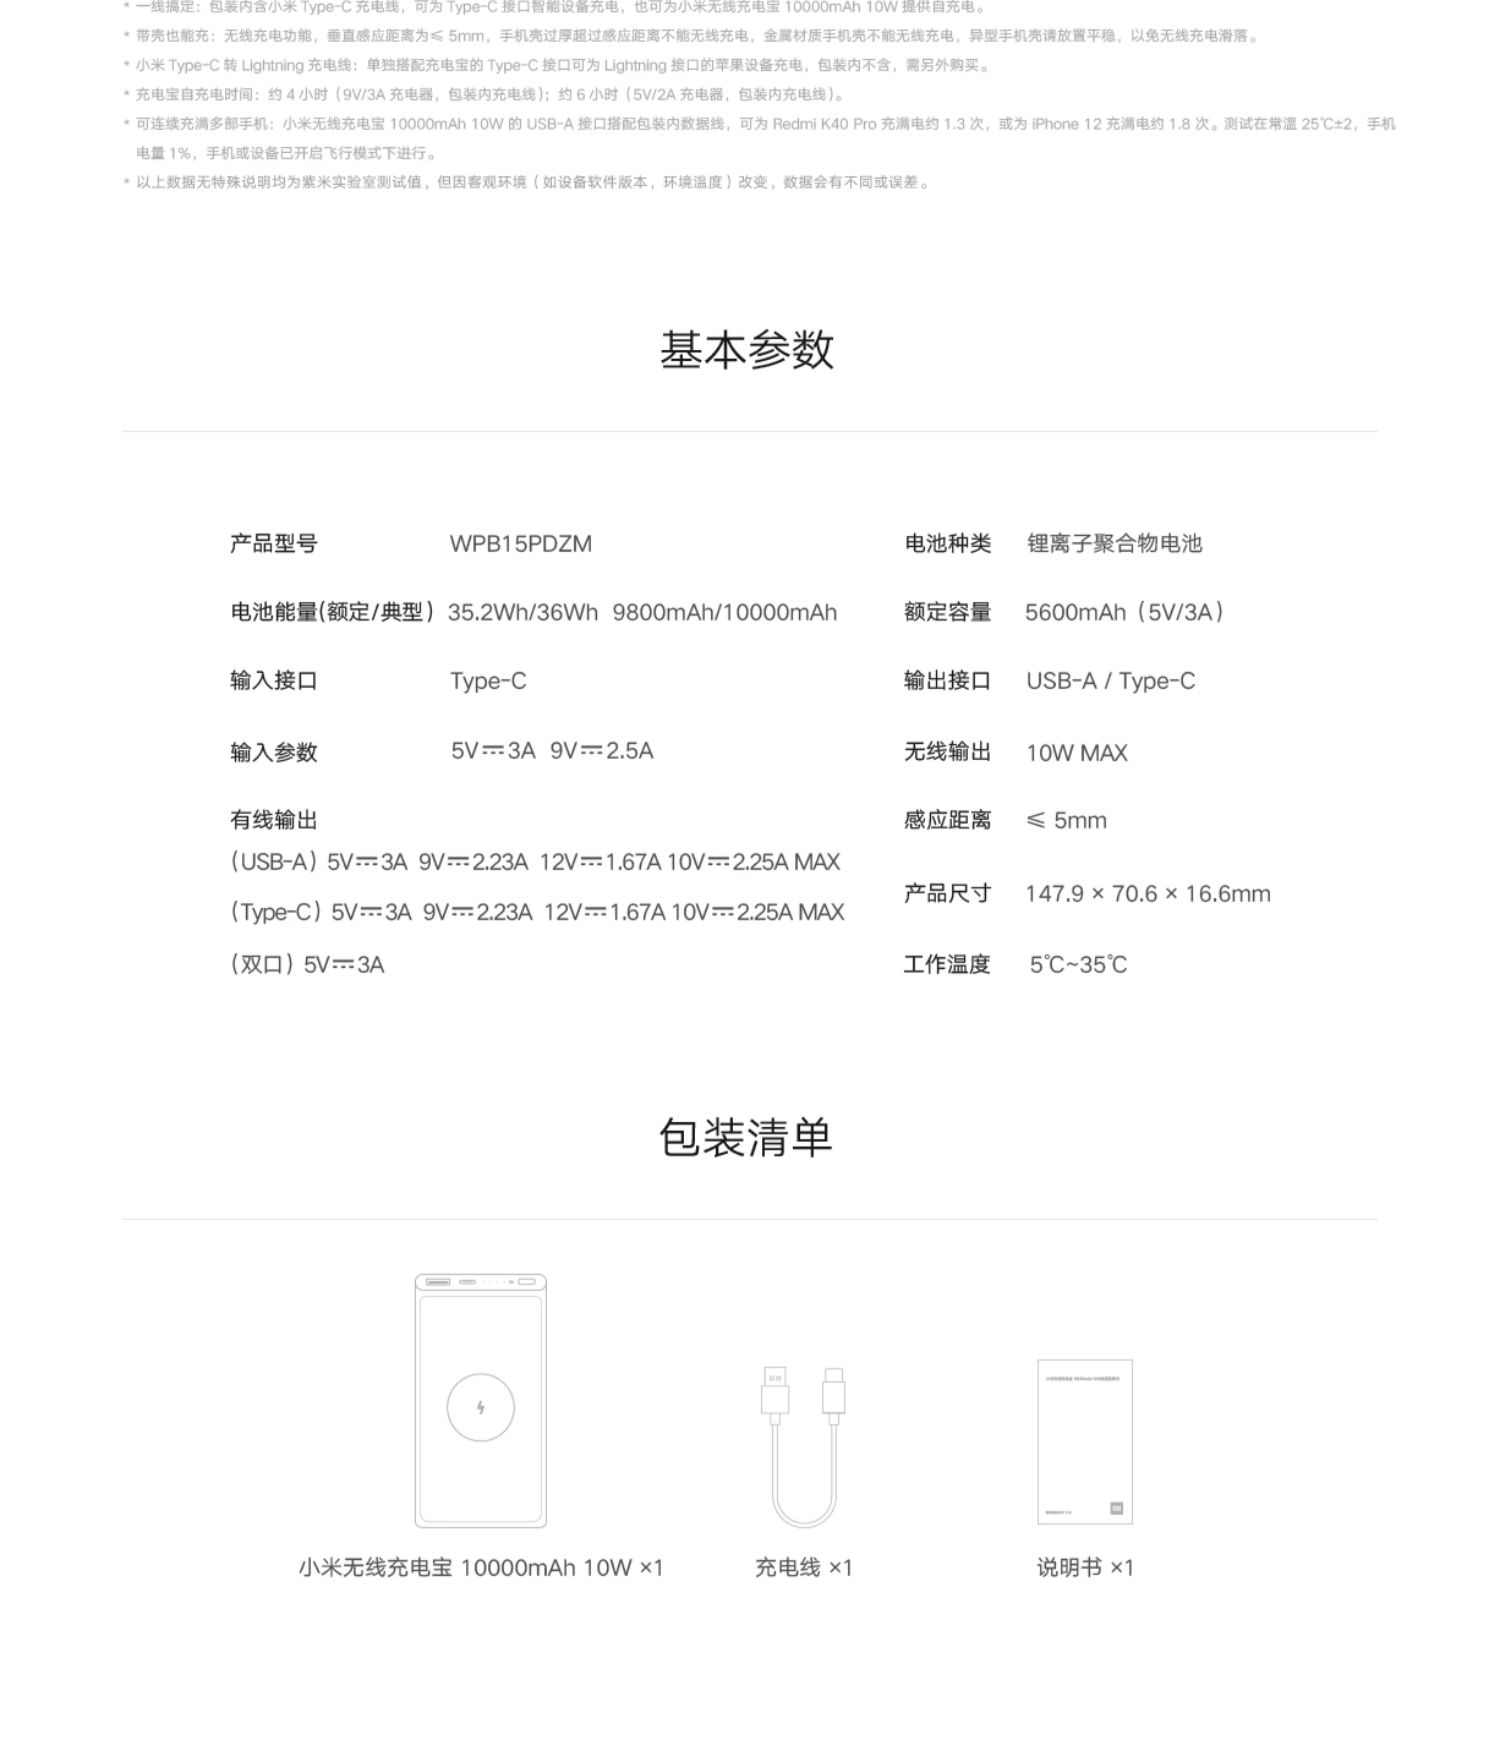 * 一线搞定：包装内含小米 Type-C 充电线，可为 Type-C 接口智能设备充电，也可为小米无线充电宝 10000mAh 10W 提供自充电。
* 带壳也能充：无线充电功能，垂直感应距离为≤ 5mm，手机壳过厚超过感应距离不能无线充电，金属材质手机壳不能无线充电，异型手机壳请放置平稳，以免无线充电滑落。
* 小米 Type-C 转 Lightning 充电线：单独搭配充电宝的 Type-C 接口可为 Lightning 接口的苹果设备充电，包装内不含，需另外购买。
* 充电宝自充电时间：约 4 小时（9V/3A 充电器，包装内充电线）；约 6 小时（5V/2A 充电器，包装内充电线）。
* 可连续充满多部手机：小米无线充电宝 10000mAh 10W 的 USB-A 接口搭配包装内数据线，可为 Redmi K40 Pro 充满电约 1.3 次，或为 iPhone 12 充满电约 1.8 次。测试在常温 25℃±2，手机
电量 1%，手机或设备已开启飞行模式下进行。
* 以上数据无特殊说明均为紫米实验室测试值，但因客观环境（如设备软件版本，环境温度）改变，数据会有不同或误差。
基本参数
产品型号 WPB15PDZM 电池种类 锂离子聚合物电池
电池能量(额定/典型) 35.2Wh/36Wh 9800mAh/10000mAh 额定容量 5600mAh（5V/3A）
输入接口 Type-C 输出接口 USB-A / Type-C
输入参数 5V⎓3A 9V⎓2.5A 无线输出 10W MAX
有线输出 感应距离 ≤ 5mm
（USB-A）5V⎓3A 9V⎓2.23A 12V⎓1.67A 10V⎓2.25A MAX
产品尺寸 147.9 × 70.6 × 16.6mm
（Type-C）5V⎓3A 9V⎓2.23A 12V⎓1.67A 10V⎓2.25A MAX
（双口）5V⎓3A 工作温度 5℃~35℃
包装清单
小米无线充电宝 10000mAh 10W ×1 充电线 ×1 说明书 ×1